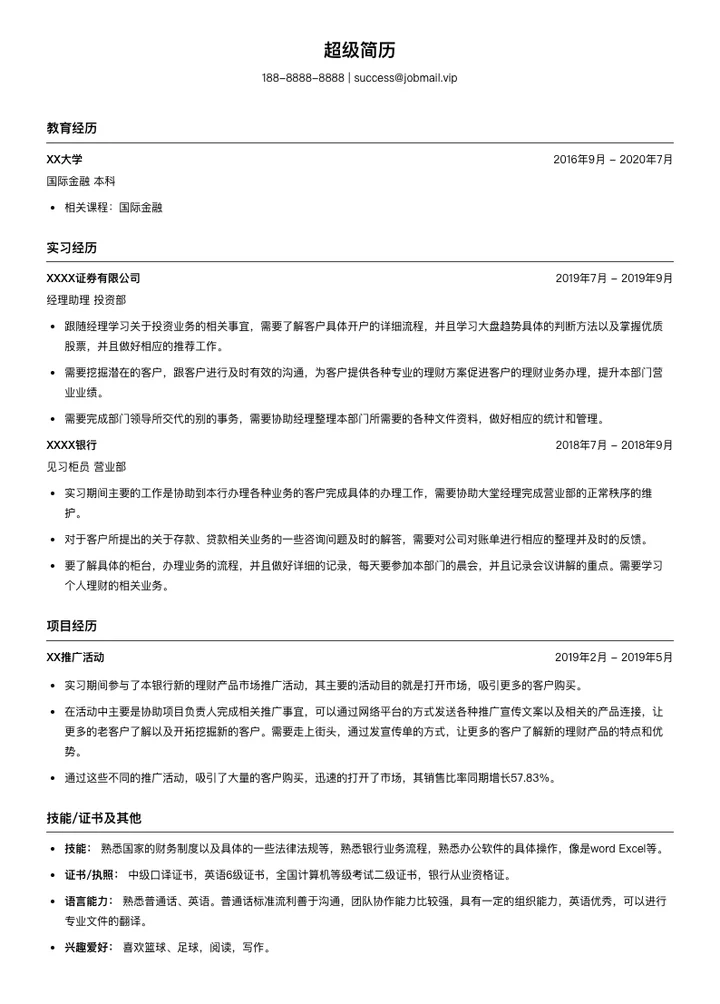 超级简历
188-8888-8888 | success@jobmail.vip
教育经历
XX大学 2016年9月 – 2020年7月
国际金融 本科
• 相关课程：国际金融
实习经历
XXXX证券有限公司 2019年7月 – 2019年9月
经理助理 投资部
• 跟随经理学习关于投资业务的相关事宜，需要了解客户具体开户的详细流程，并且学习大盘趋势具体的判断方法以及掌握优质
股票，并且做好相应的推荐工作。
• 需要挖掘潜在的客户，跟客户进行及时有效的沟通，为客户提供各种专业的理财方案促进客户的理财业务办理，提升本部门营
业业绩。
• 需要完成部门领导所交代的别的事务，需要协助经理整理本部门所需要的各种文件资料，做好相应的统计和管理。
XXXX银行 2018年7月 – 2018年9月
见习柜员 营业部
• 实习期间主要的工作是协助到本行办理各种业务的客户完成具体的办理工作，需要协助大堂经理完成营业部的正常秩序的维
护。
• 对于客户所提出的关于存款、贷款相关业务的一些咨询问题及时的解答，需要对公司对账单进行相应的整理并及时的反馈。
• 要了解具体的柜台，办理业务的流程，并且做好详细的记录，每天要参加本部门的晨会，并且记录会议讲解的重点。需要学习
个人理财的相关业务。
项目经历
XX推广活动 2019年2月 – 2019年5月
• 实习期间参与了本银行新的理财产品市场推广活动，其主要的活动目的就是打开市场，吸引更多的客户购买。
• 在活动中主要是协助项目负责人完成相关推广事宜，可以通过网络平台的方式发送各种推广宣传文案以及相关的产品连接，让
更多的老客户了解以及开拓挖掘新的客户。需要走上街头，通过发宣传单的方式，让更多的客户了解新的理财产品的特点和优
势。
• 通过这些不同的推广活动，吸引了大量的客户购买，迅速的打开了市场，其销售比率同期增长57.83%。
技能/证书及其他
• 技能： 熟悉国家的财务制度以及具体的一些法律法规等，熟悉银行业务流程，熟悉办公软件的具体操作，像是word Excel等。
• 证书/执照： 中级口译证书，英语6级证书，全国计算机等级考试二级证书，银行从业资格证。
• 语言能力： 熟悉普通话、英语。普通话标准流利善于沟通，团队协作能力比较强，具有一定的组织能力，英语优秀，可以进行
专业文件的翻译。
• 兴趣爱好： 喜欢篮球、足球，阅读，写作。